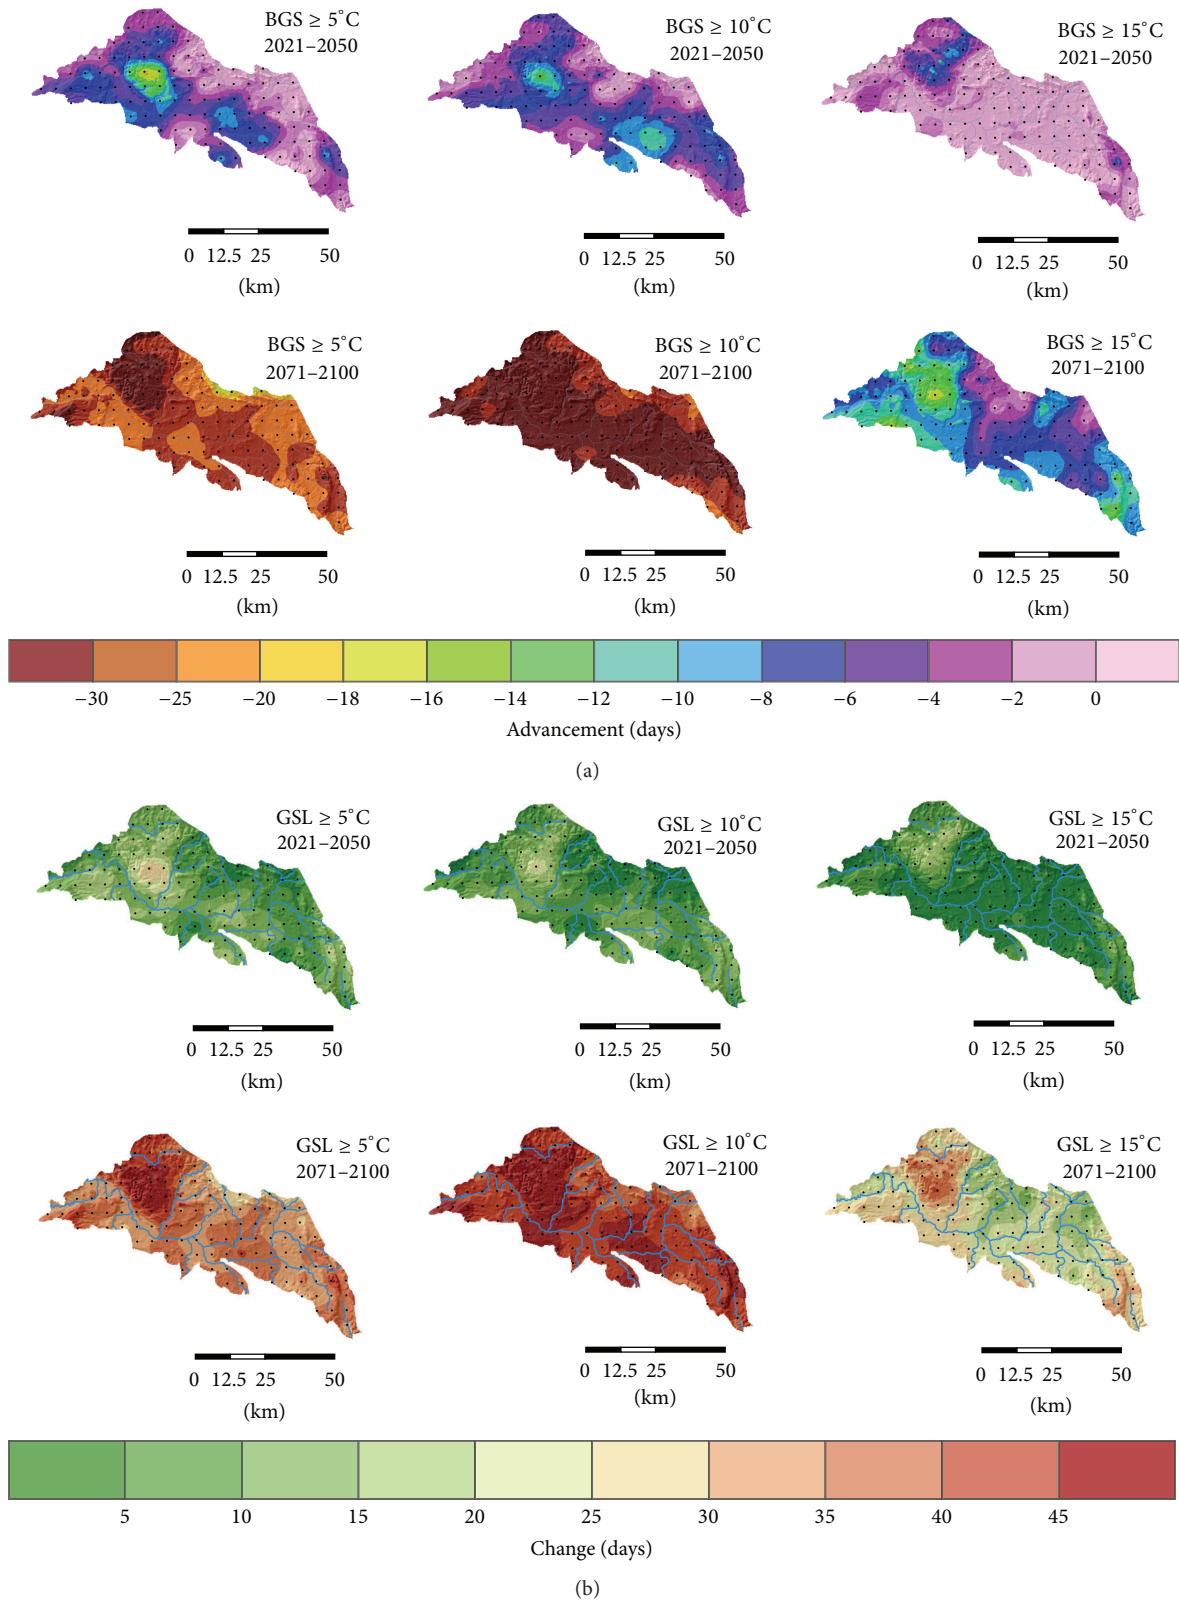 BGS ≥ 5°C
2021–2050
BGS ≥ 10°C
2021–2050
BGS ≥ 15°C
2021–2050
0 12.5 25 50
(km)
0 12.5 25 50
(km)
0 12.5 25 50
(km)
BGS ≥ 5°C
2071–2100
BGS ≥ 10°C
2071–2100
BGS ≥ 15°C
2071–2100
0 12.5 25 50
(km)
0 12.5 25 50
(km)
0 12.5 25 50
(km)
−30 −25 −20 −18 −16 −14 −12 −10 −8 −6 −4 −2 0
Advancement (days)
(a)
GSL ≥ 5°C
2021–2050
GSL ≥ 10°C
2021–2050
GSL ≥ 15°C
2021–2050
0 12.5 25 50
(km)
0 12.5 25 50
(km)
0 12.5 25 50
(km)
GSL ≥ 5°C
2071–2100
GSL ≥ 10°C
2071–2100
GSL ≥ 15°C
2071–2100
0 12.5 25 50
(km)
0 12.5 25 50
(km)
0 12.5 25 50
(km)
5 10 15 20 25 30 35 40 45
Change (days)
(b)